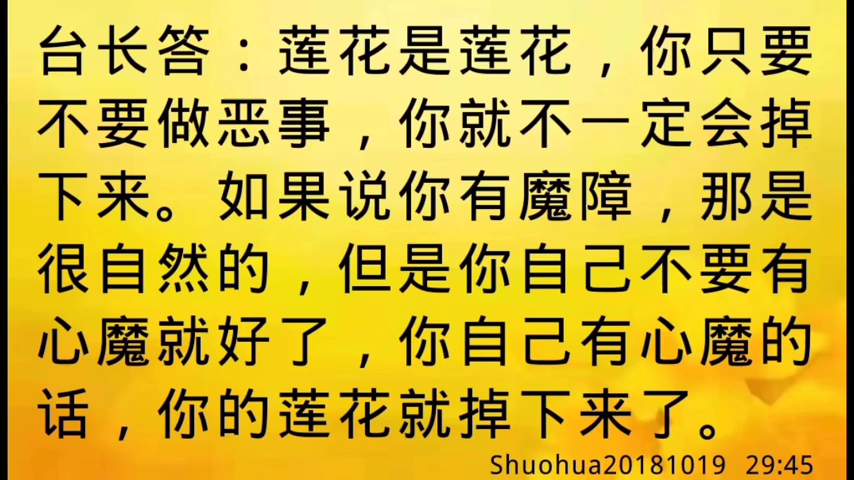 台长答：莲花是莲花，你只要
不要做恶事，你就不一定会掉
下来。如果说你有魔障，那是
很自然的，但是你自己不要有
心魔就好了，你自己有心魔的
话，你的莲花就掉下来了。
Shuohua20181019 29:45